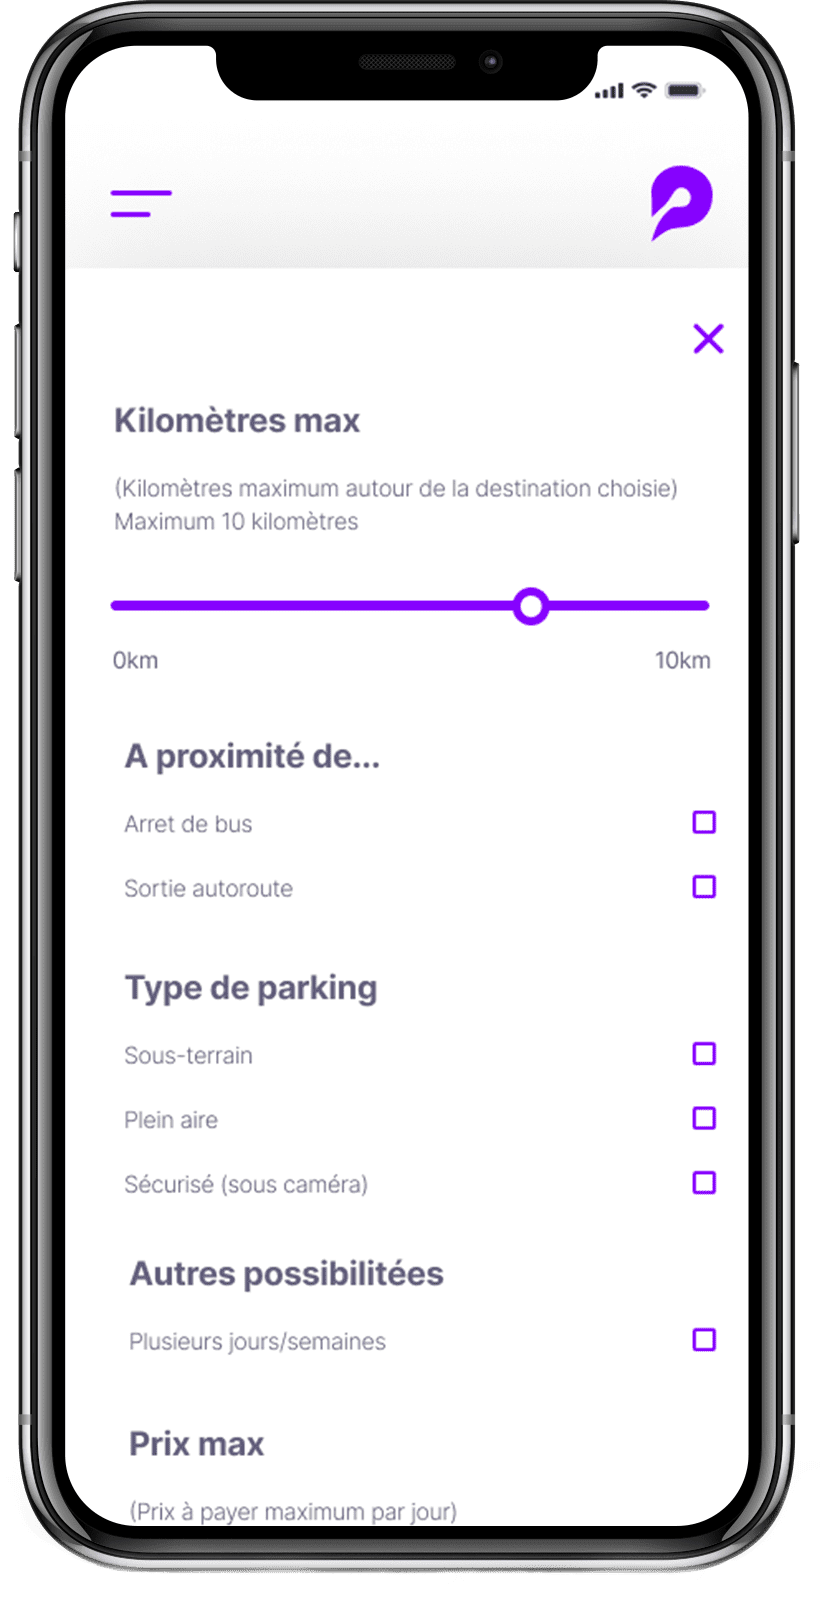 Kilomètres max
(Kilomètres maximum autour de la destination choisie)
Maximum 10 kilomètres
0km
10km
A proximité de...
Arret de bus
Sortie autoroute
Type de parking
Sous-terrain
Plein aire
Sécurisé (sous caméra)
Autres possibilitées
Plusieurs jours/semaines
Prix max
(Prix à payer maximum par jour)